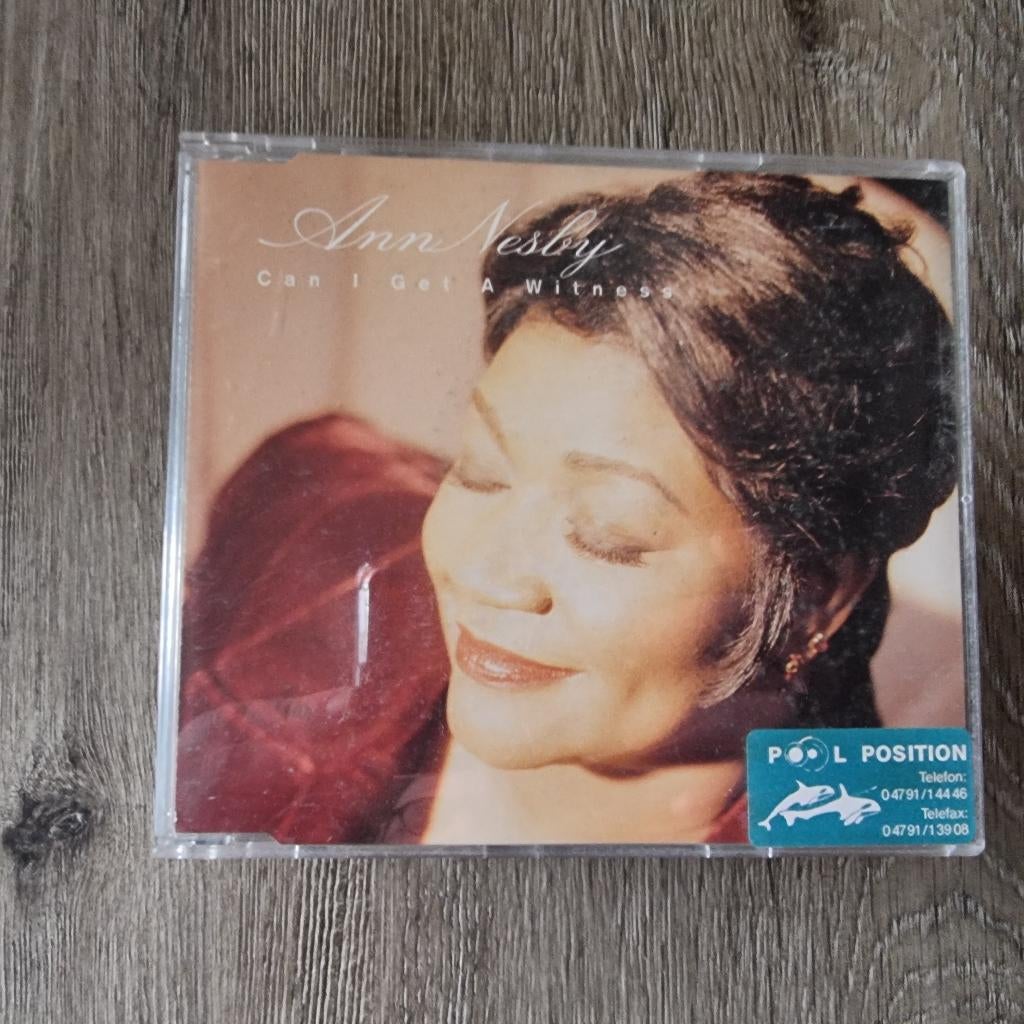 Ann Nesby
Can I Get A Witness
POOL POSITION
Telefon:
04791/14446
Telefax:
04791/13908